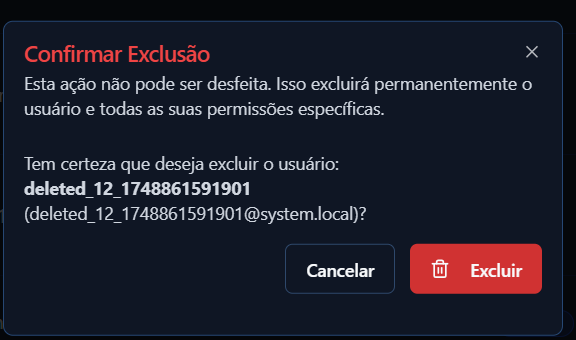 Confirmar Exclusão
Esta ação não pode ser desfeita. Isso excluirá permanentemente o
usuário e todas as suas permissões específicas.
Tem certeza que deseja excluir o usuário:
deleted_12_1748861591901
(deleted_12_1748861591901@system.local)?
Cancelar
Excluir